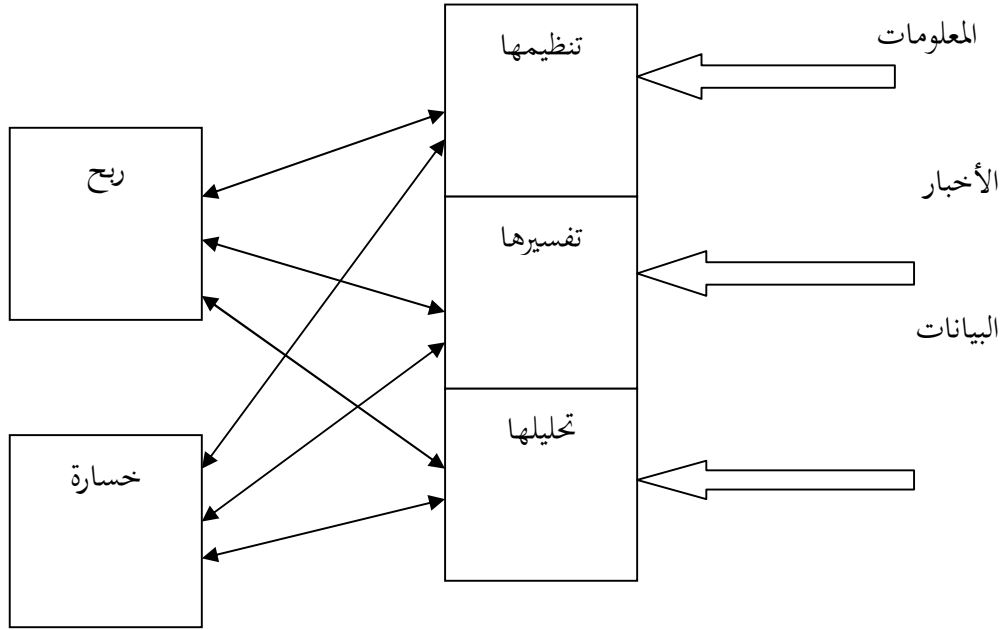 المعلومات
الأخبار
البيانات
تنظيمها
تفسيرها
تحليلها
ربح
خسارة